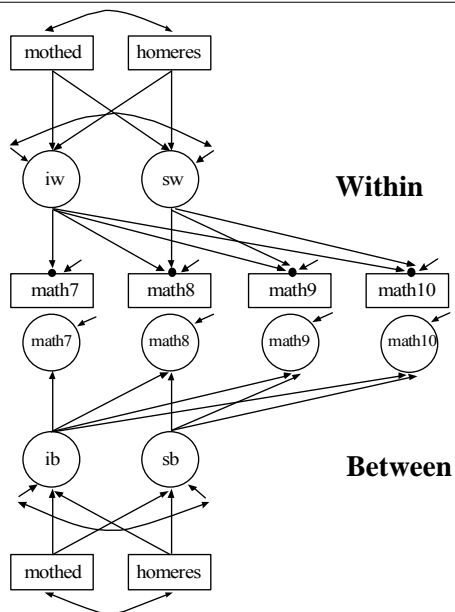 mothed homeres
iw sw
Within
math7 math8 math9 math10
math7 math8 math9 math10
ib sb
Between
mothed homeres